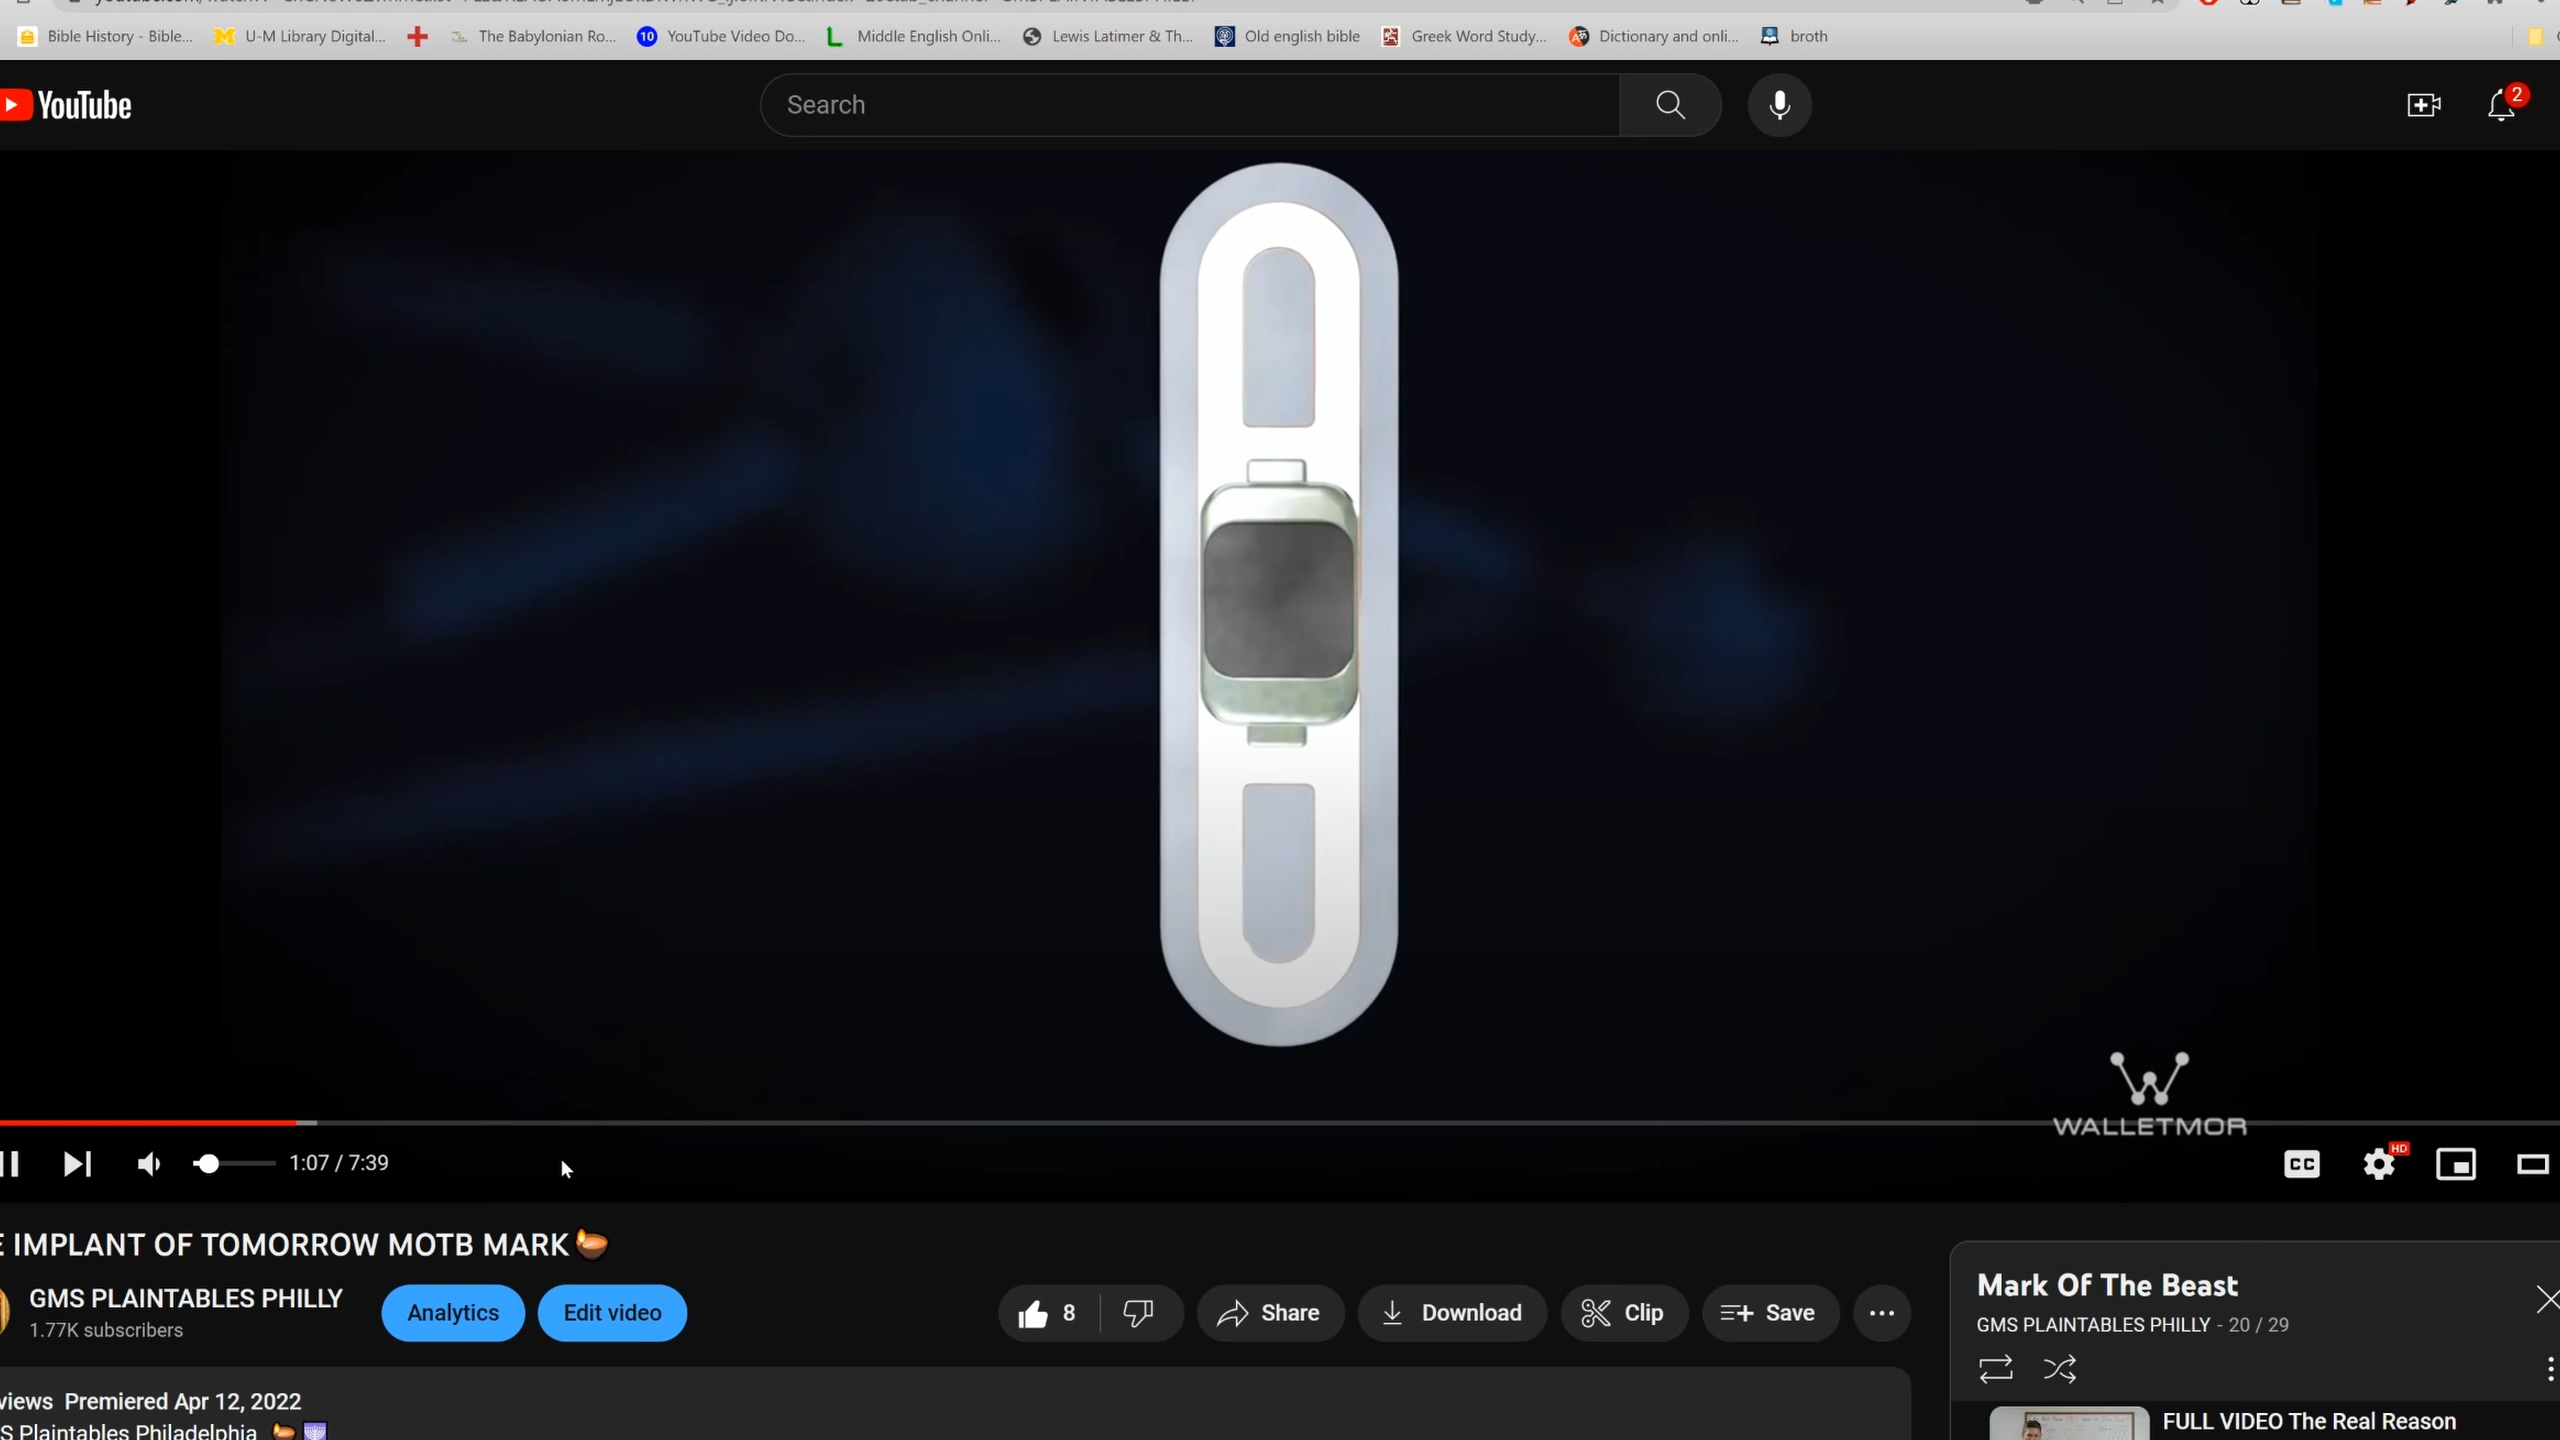 Bible History - Bible...
U-M Library Digital...
The Babylonian Ro...
10 YouTube Video Do...
Middle English Onli...
Lewis Latimer & Th...
Old english bible
Greek Word Study...
Dictionary and onli...
broth
YouTube
Search
2
WALLETMOR
1:07 / 7:39
CC
HD
E IMPLANT OF TOMORROW MOTB MARK
GMS PLAINTABLES PHILLY
1.77K subscribers
Analytics
Edit video
8
Share
Download
Clip
Save
views Premiered Apr 12, 2022
S Plaintables Philadelphia
Mark Of The Beast
GMS PLAINTABLES PHILLY - 20 / 29
FULL VIDEO The Real Reason